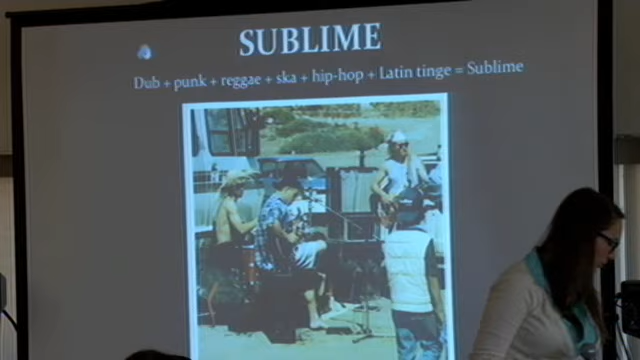 SUBLIME
Dub + punk + reggae + ska + hip-hop + Latin tinge = Sublime